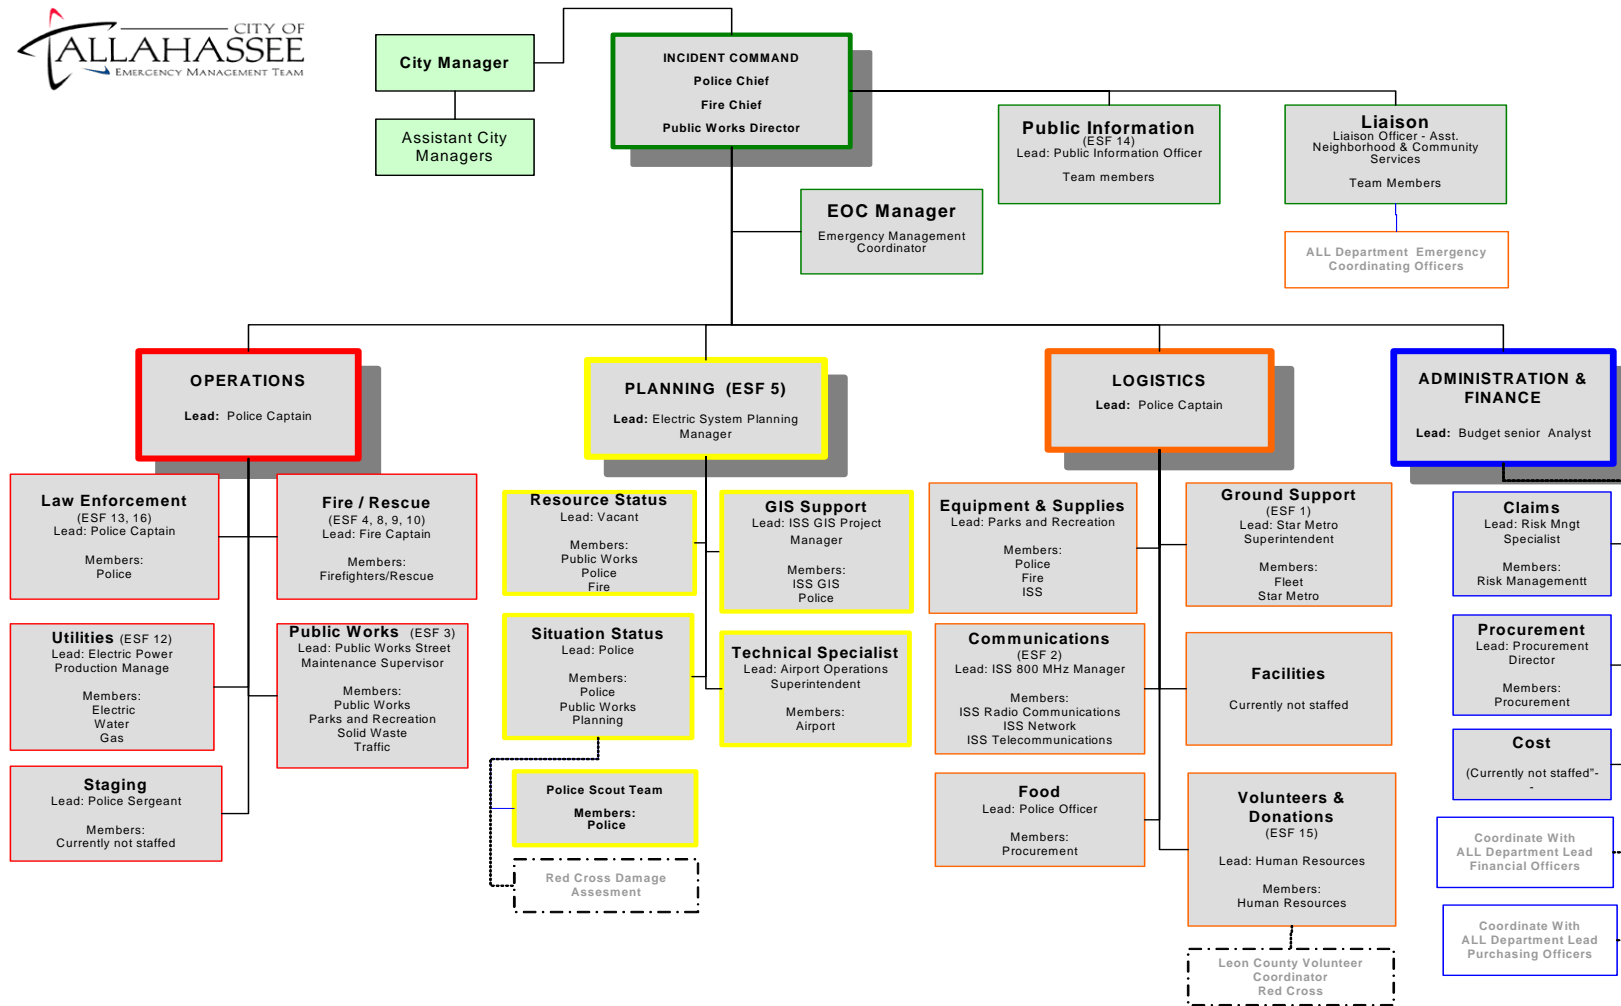 CITY OF
TALLAHASSEE
EMERGENCY MANAGEMENT TEAM
City Manager
Assistant City
Managers
INCIDENT COMMAND
Police Chief
Fire Chief
Public Works Director
Public Information
(ESF 14)
Lead: Public Information Officer
Team members
Liaison
Liaison Officer - Asst.
Neighborhood & Community
Services
Team Members
EOC Manager
Emergency Management
Coordinator
ALL Department Emergency
Coordinating Officers
OPERATIONS
Lead: Police Captain
PLANNING (ESF 5)
Lead: Electric System Planning
Manager
LOGISTICS
Lead: Police Captain
ADMINISTRATION &
FINANCE
Lead: Budget senior Analyst
Law Enforcement
(ESF 13, 16)
Lead: Police Captain
Members:
Police
Fire / Rescue
(ESF 4, 8, 9, 10)
Lead: Fire Captain
Members:
Firefighters/Rescue
Utilities (ESF 12)
Lead: Electric Power
Production Manage
Members:
Electric
Water
Gas
Public Works (ESF 3)
Lead: Public Works Street
Maintenance Supervisor
Members:
Public Works
Parks and Recreation
Solid Waste
Traffic
Staging
Lead: Police Sergeant
Members:
Currently not staffed
Resource Status
Lead: Vacant
Members:
Public Works
Police
Fire
GIS Support
Lead: ISS GIS Project
Manager
Members:
ISS GIS
Police
Situation Status
Lead: Police
Members:
Police
Public Works
Planning
Technical Specialist
Lead: Airport Operations
Superintendent
Members:
Airport
Police Scout Team
Members:
Police
Red Cross Damage
Assesment
Equipment & Supplies
Lead: Parks and Recreation
Members:
Police
Fire
ISS
Ground Support
(ESF 1)
Lead: Star Metro
Superintendent
Members:
Fleet
Star Metro
Communications
(ESF 2)
Lead: ISS 800 MHz Manager
Members:
ISS Radio Communications
ISS Network
ISS Telecommunications
Facilities
Currently not staffed
Food
Lead: Police Officer
Members:
Procurement
Volunteers &
Donations
(ESF 15)
Lead: Human Resources
Members:
Human Resources
Leon County Volunteer
Coordinator
Red Cross
Claims
Lead: Risk Mngt
Specialist
Members:
Risk Managementt
Procurement
Lead: Procurement
Director
Members:
Procurement
Cost
(Currently not staffed"-
-
Coordinate With
ALL Department Lead
Financial Officers
Coordinate With
ALL Department Lead
Purchasing Officers